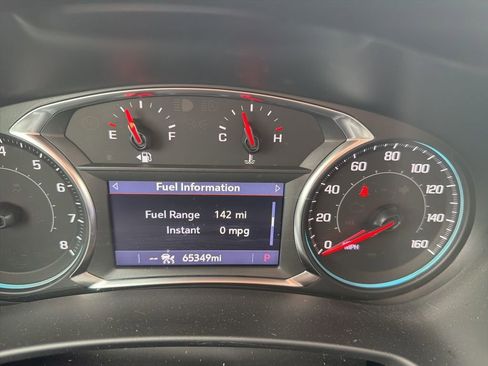 E F
C H
Fuel Information
Fuel Range 142 mi
Instant 0 mpg
-- 65349mi P
4
5
6
7
8
0 20 40 60 80 100 120 140 160
MPH